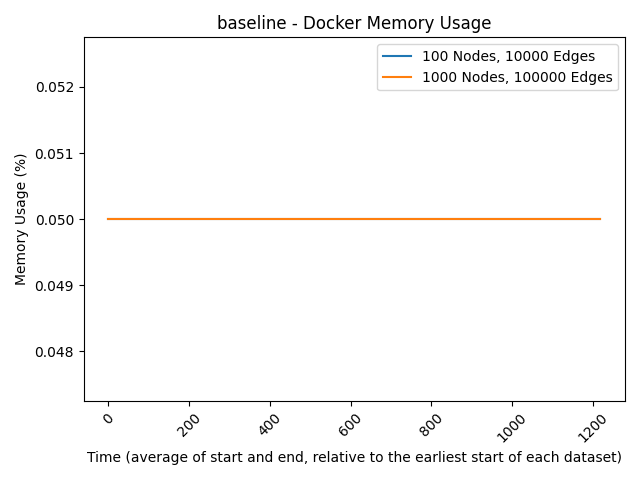 baseline - Docker Memory Usage
100 Nodes, 10000 Edges
1000 Nodes, 100000 Edges
Memory Usage (%)
0.052
0.051
0.050
0.049
0.048
0 200 400 600 800 1000 1200
Time (average of start and end, relative to the earliest start of each dataset)